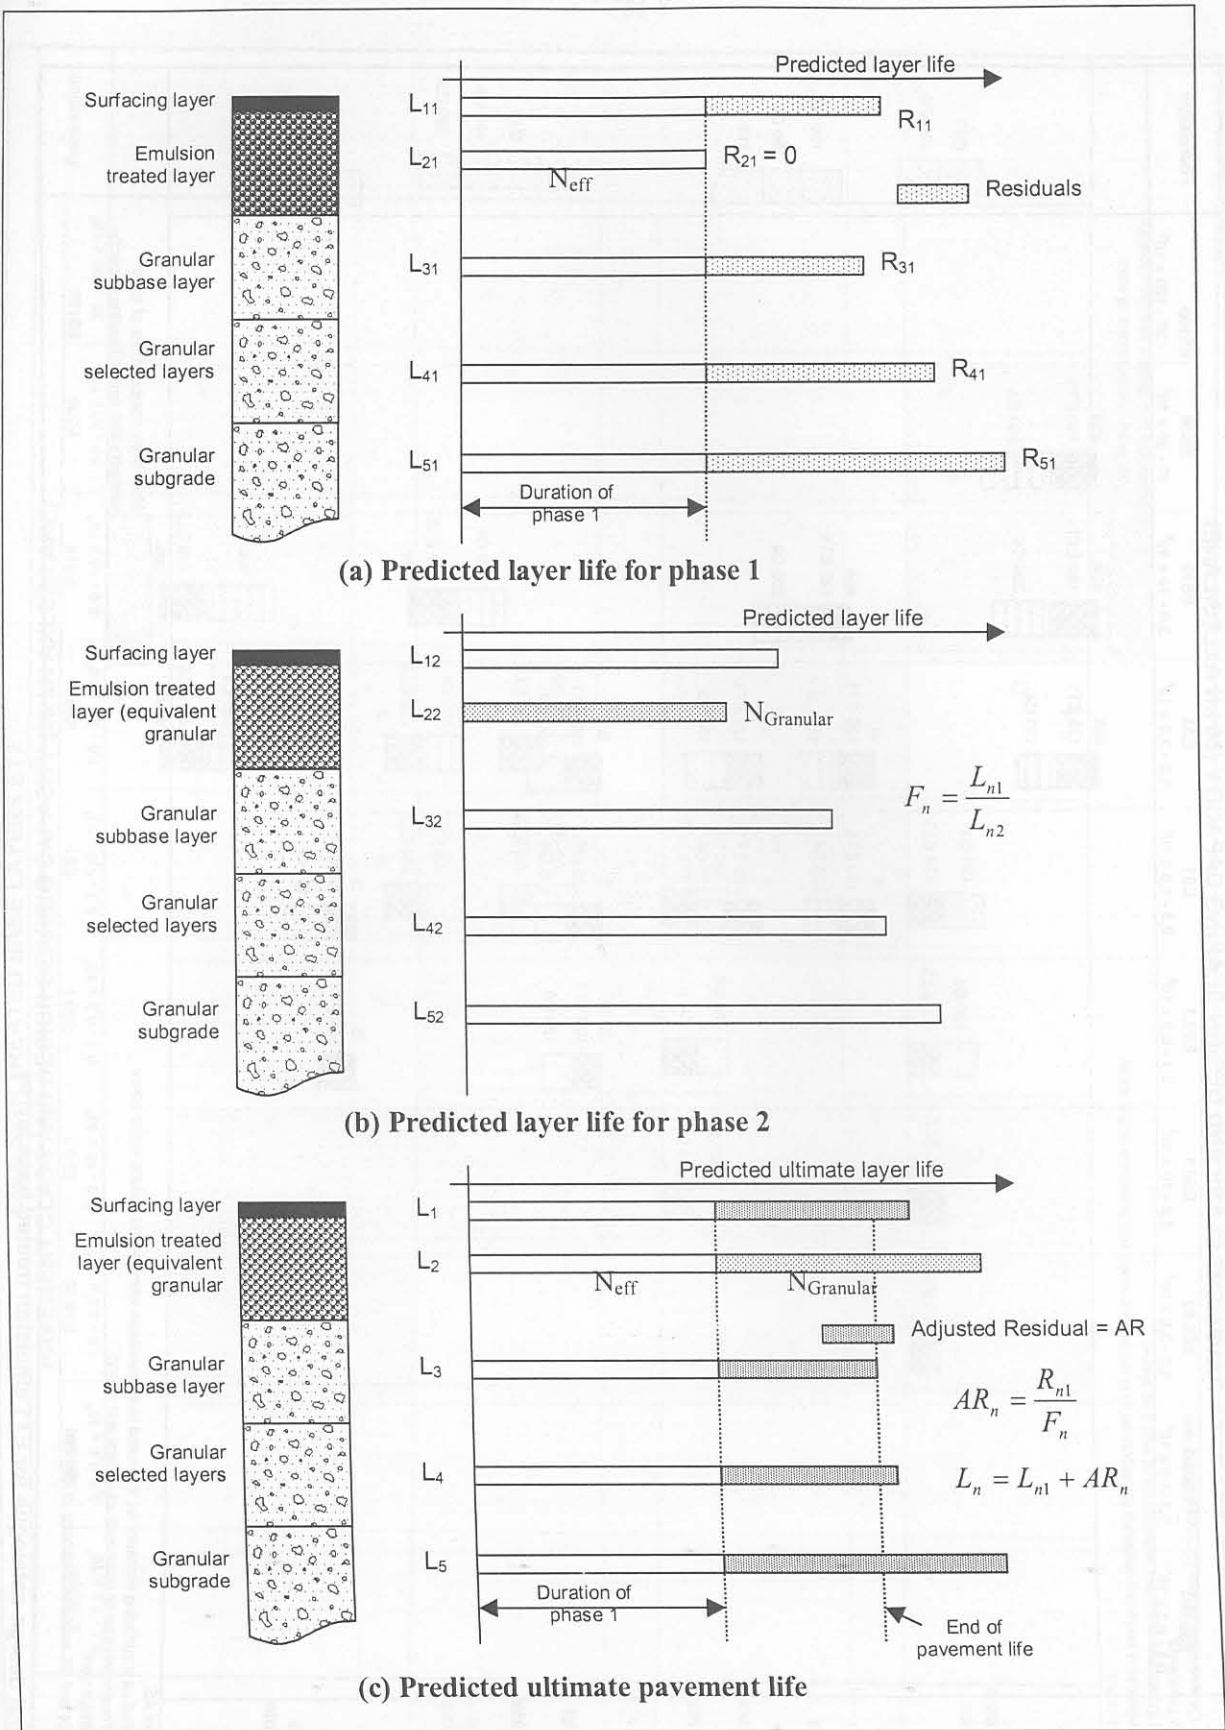 Predicted layer life
Surfacing layer
L11
R11
Emulsion
treated layer
L21
R21 = 0
Neff
Residuals
Granular
subbase layer
L31
R31
Granular
selected layers
L41
R41
Granular
subgrade
L51
R51
Duration of
phase 1
(a) Predicted layer life for phase 1
Predicted layer life
Surfacing layer
L12
Emulsion treated
layer (equivalent
granular
L22
NGranular
Granular
subbase layer
L32
Fn = Ln1 / Ln2
Granular
selected layers
L42
Granular
subgrade
L52
(b) Predicted layer life for phase 2
Predicted ultimate layer life
Surfacing layer
L1
Emulsion treated
layer (equivalent
granular
L2
Neff
NGranular
Adjusted Residual = AR
Granular
subbase layer
L3
ARn = Rn1 / Fn
Granular
selected layers
L4
Ln = Ln1 + ARn
Granular
subgrade
L5
Duration of
phase 1
End of
pavement life
(c) Predicted ultimate pavement life